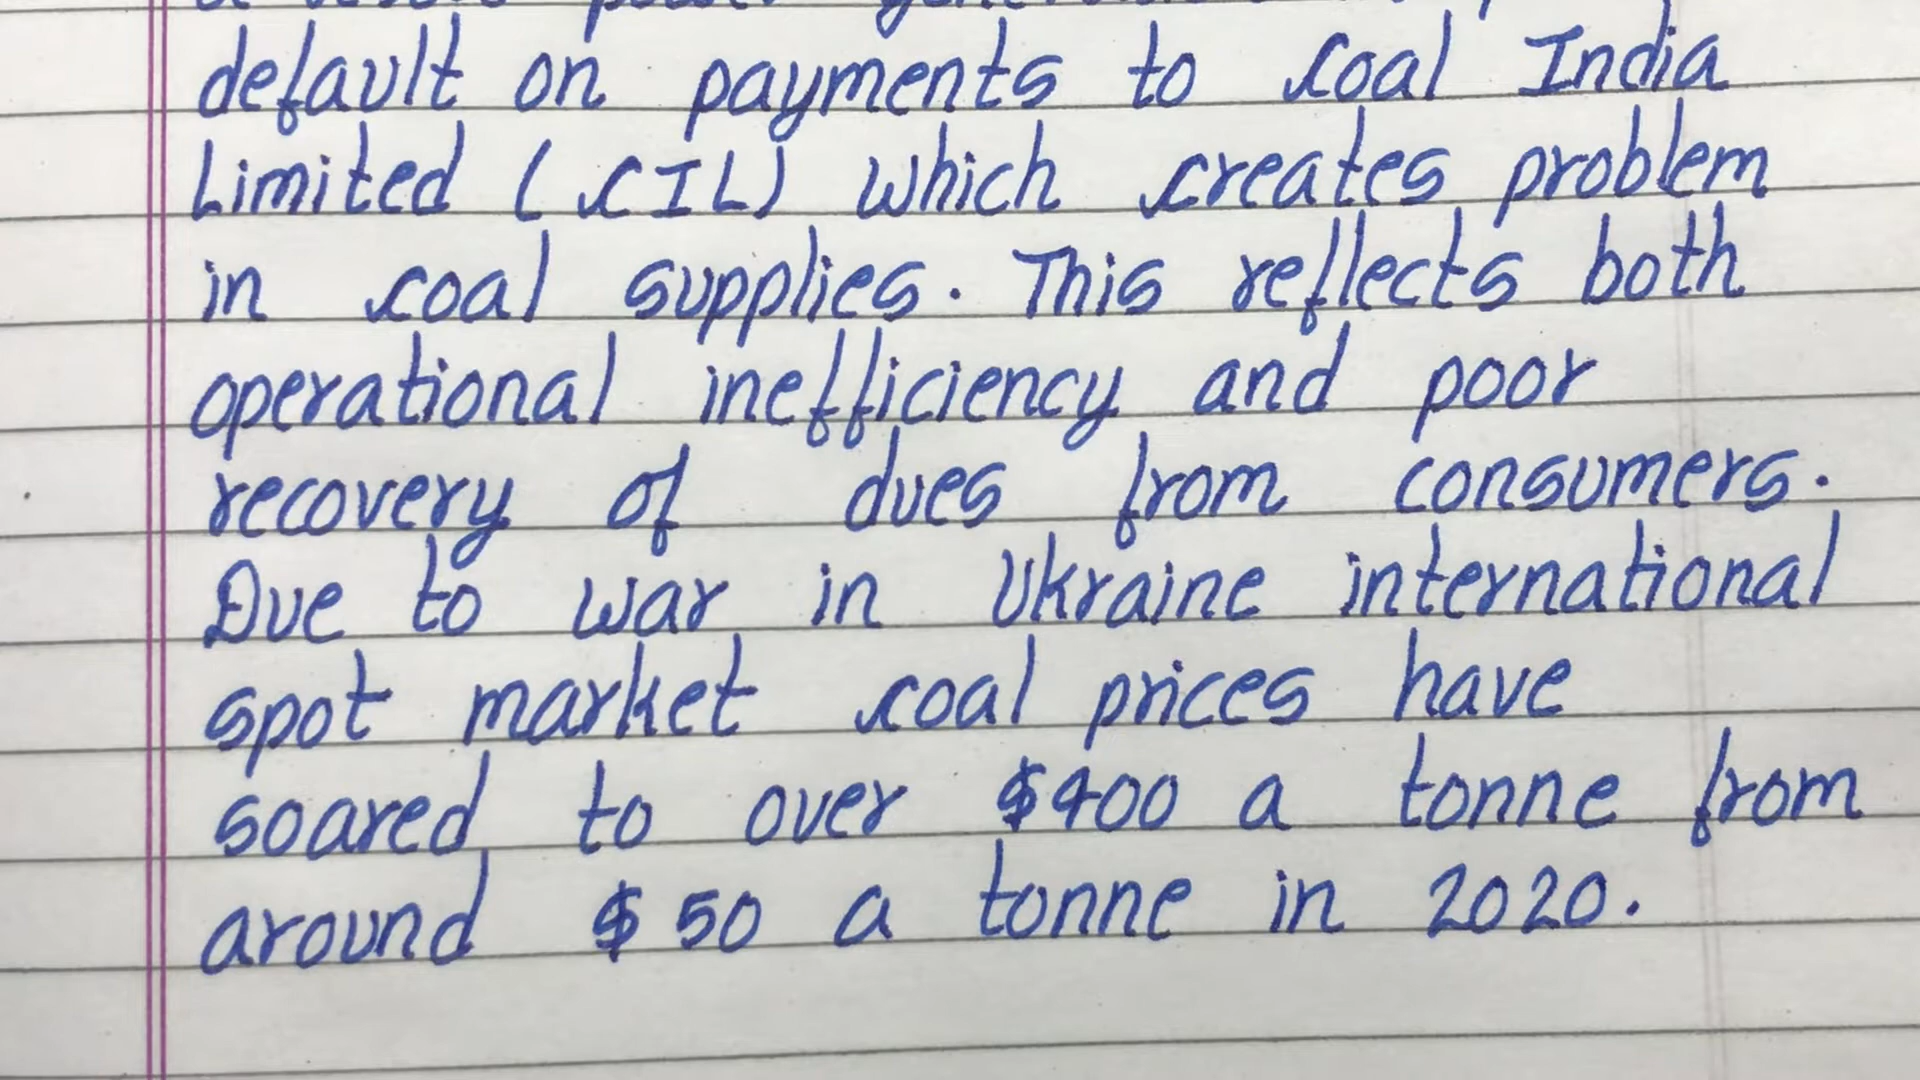 default on payments to coal India
Limited (CIL) which creates problem
in coal supplies. This reflects both
operational inefficiency and poor
recovery of dues from consumers.
Due to war in Ukraine international
spot market coal prices have
soared to over $400 a tonne from
around $50 a tonne in 2020.